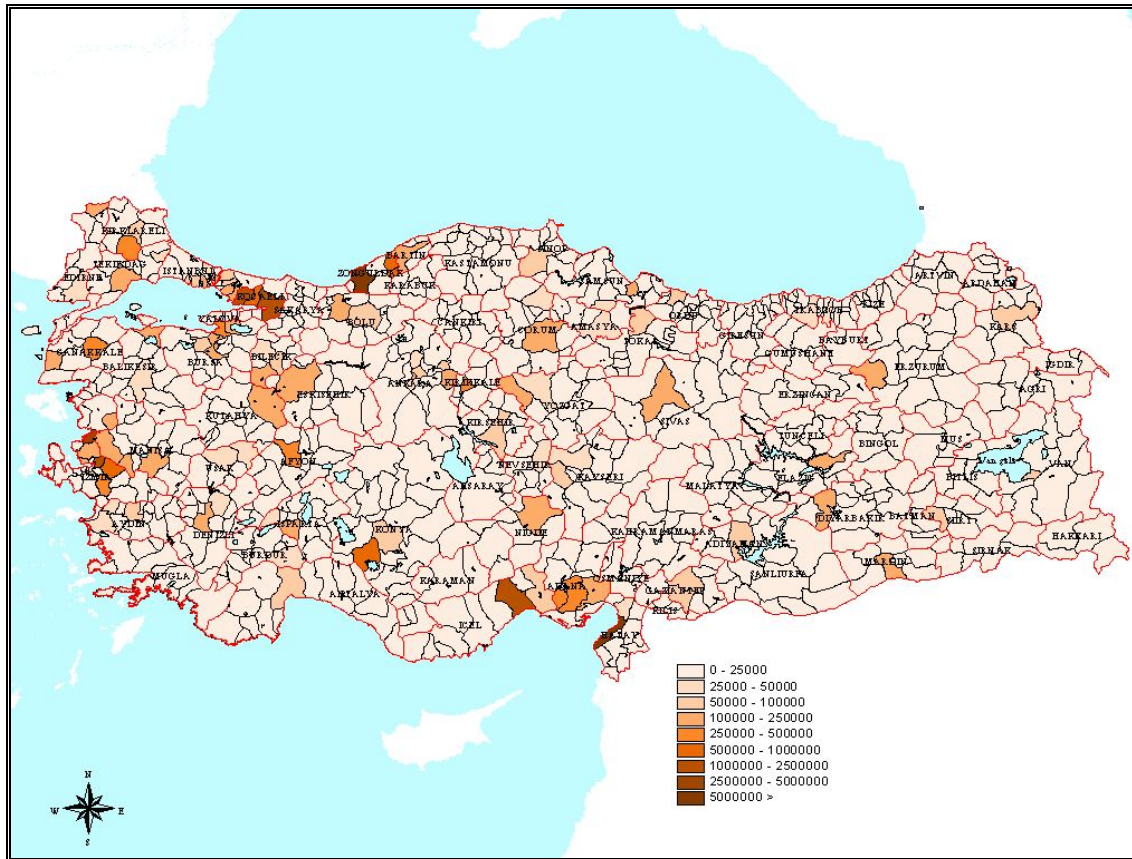 KIRKLARELI
TEKIRDAG
EDIRNE
ISTANBUL
KOCAELI
SAKARYA
YALOVA
ZONGULDAK
BARTIN
KASTAMONU
KARABUK
SINOP
SAMSUN
BOLU
CANKIRI
CORUM
AMASYA
ORDU
TOKAT
GIRESUN
TRABZON
RIZE
ARTVIN
ARDAHAN
KARS
BAYBURT
GUMUSHANE
ERZURUM
IGDIR
AGRI
CANAKKALE
BALIKESIR
BURSA
BILECIK
ESKISEHIR
ANKARA
KIRIKKALE
YOZGAT
SIVAS
ERZINCAN
KUTAHYA
KIRSEHIR
TUNCELI
BINGOL
MUS
Van gölü
VAN
MANISA
USAK
AFYON
NEVSEHIR
KAYSERI
AKSARAY
MALATYA
ELAZIG
BITLIS
IZMIR
AYDIN
DENIZLI
ISPARTA
BURDUR
KONYA
NIGDE
KAHRAMANMARAS
ADIYAMAN
DIYARBAKIR
BATMAN
SIIRT
HAKKARI
SIRNAK
MARDIN
SANLIURFA
MUGLA
ANTALYA
KARAMAN
ICEL
ADANA
OSMANIYE
GAZIANTEP
KILIS
HATAY
0 - 25000
25000 - 50000
50000 - 100000
100000 - 250000
250000 - 500000
500000 - 1000000
1000000 - 2500000
2500000 - 5000000
5000000 >
N
W
E
S